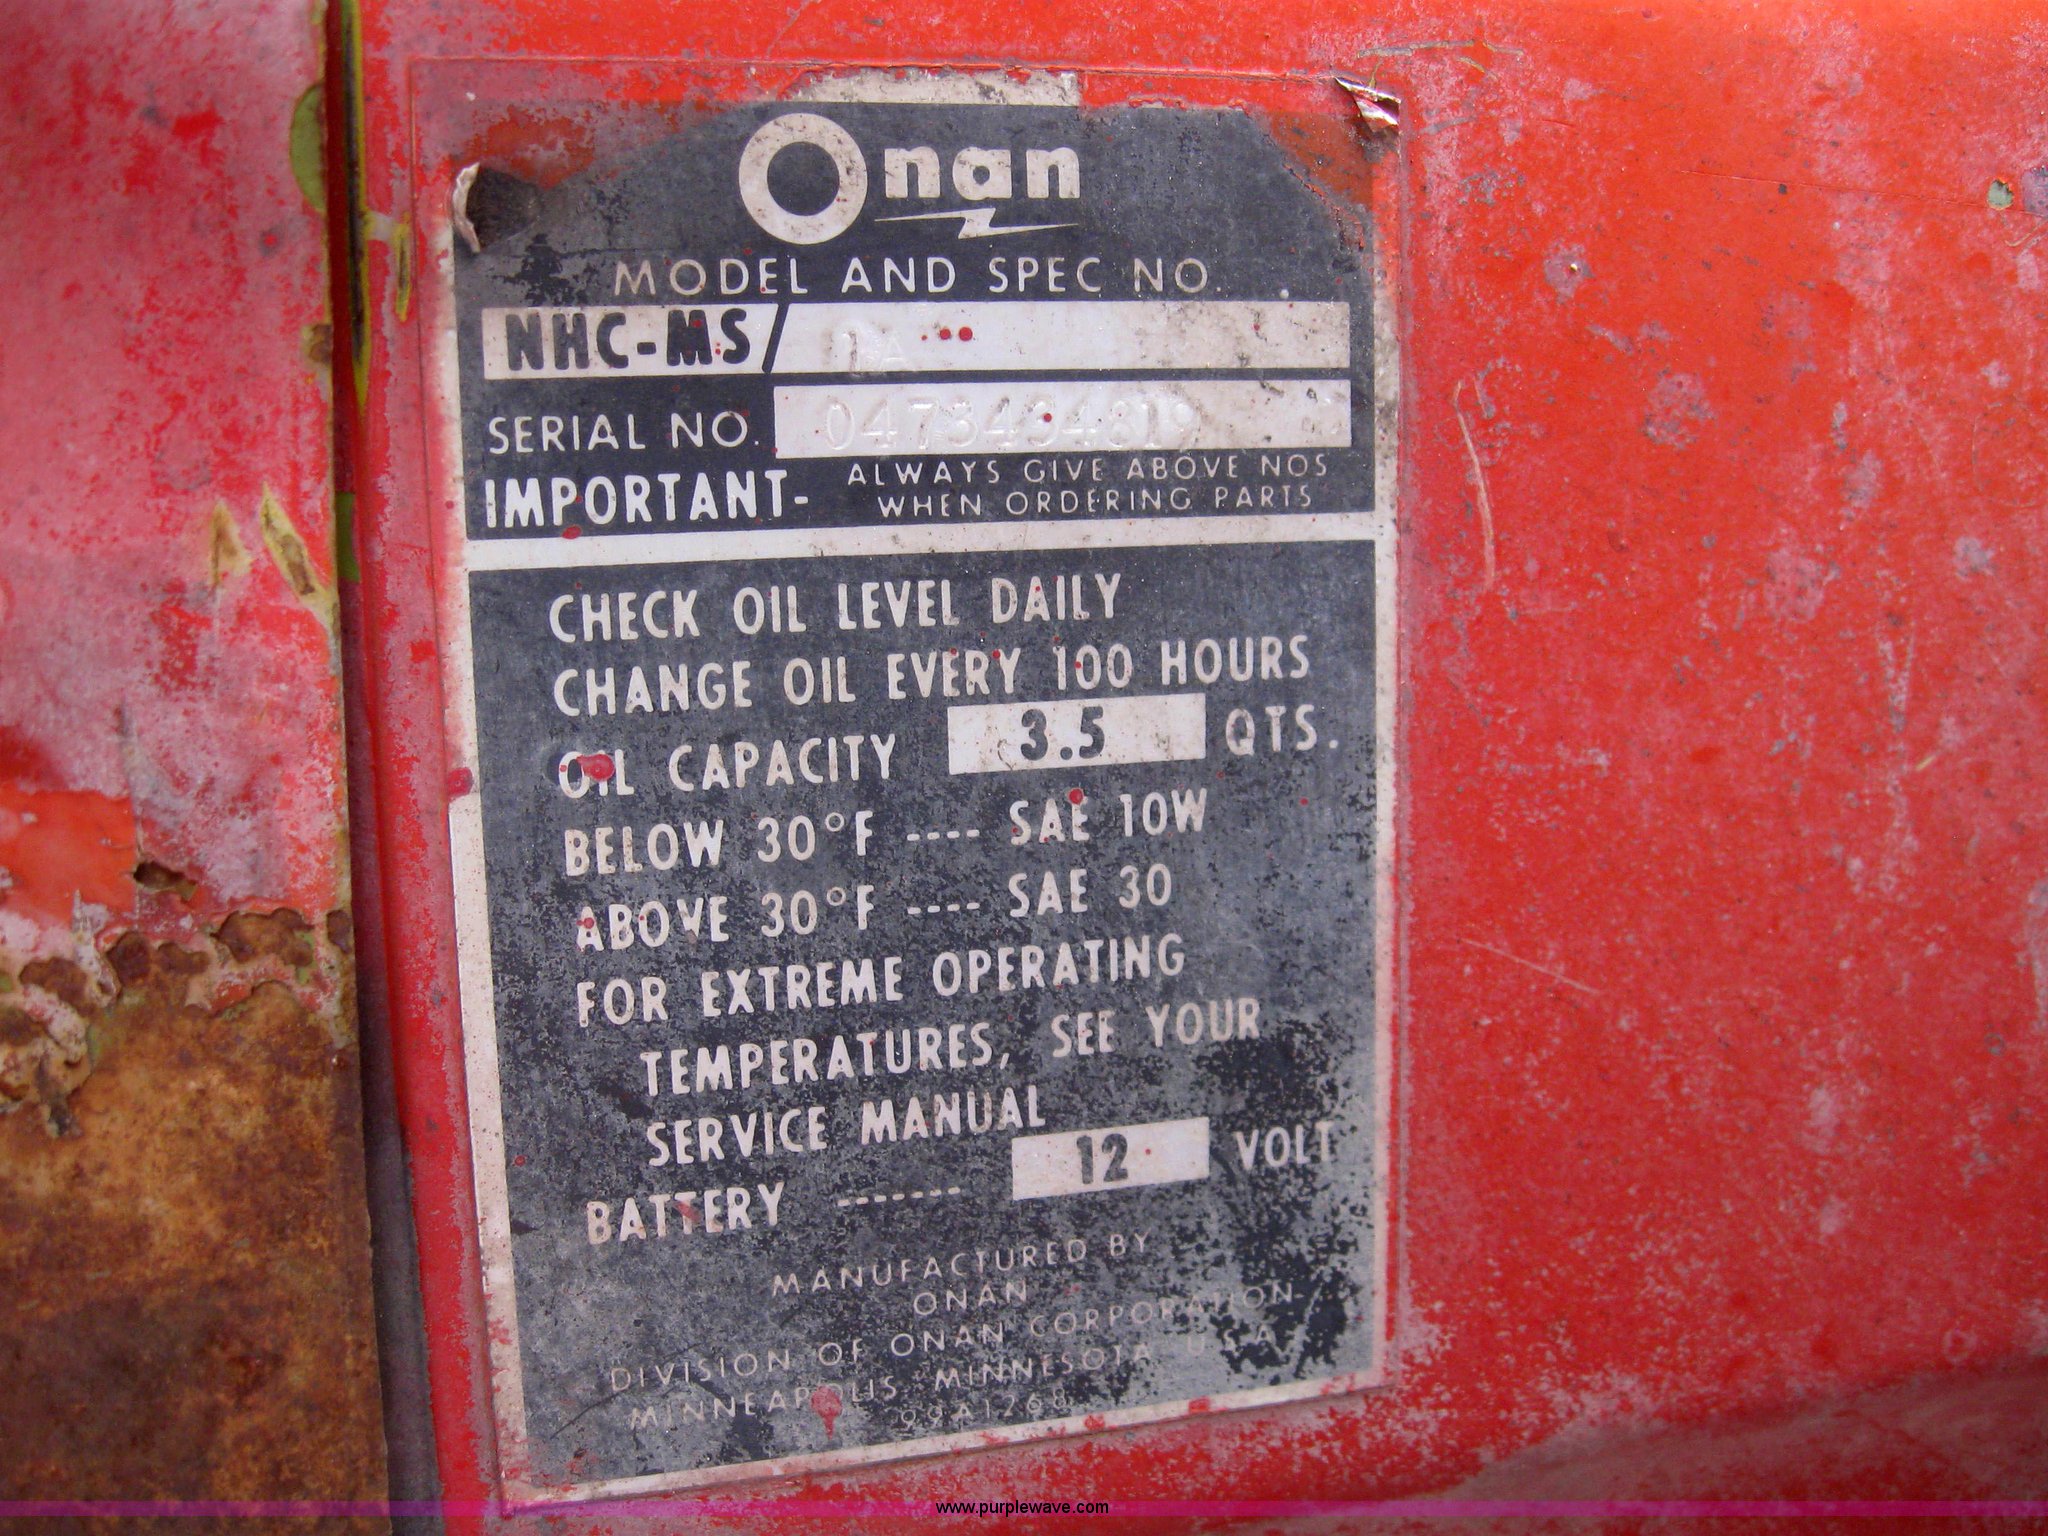 Onan
MODEL AND SPEC NO.
NHC-MS/ 1A
SERIAL NO. 0473434819
IMPORTANT- ALWAYS GIVE ABOVE NOS
WHEN ORDERING PARTS
CHECK OIL LEVEL DAILY
CHANGE OIL EVERY 100 HOURS
OIL CAPACITY 3.5 QTS.
BELOW 30°F ---- SAE 10W
ABOVE 30°F ---- SAE 30
FOR EXTREME OPERATING
TEMPERATURES, SEE YOUR
SERVICE MANUAL
BATTERY ------- 12 VOLT
MANUFACTURED BY
ONAN
DIVISION OF ONAN CORPORATION
MINNEAPOLIS MINNESOTA U.S.A.
99A1268
www.purplewave.com